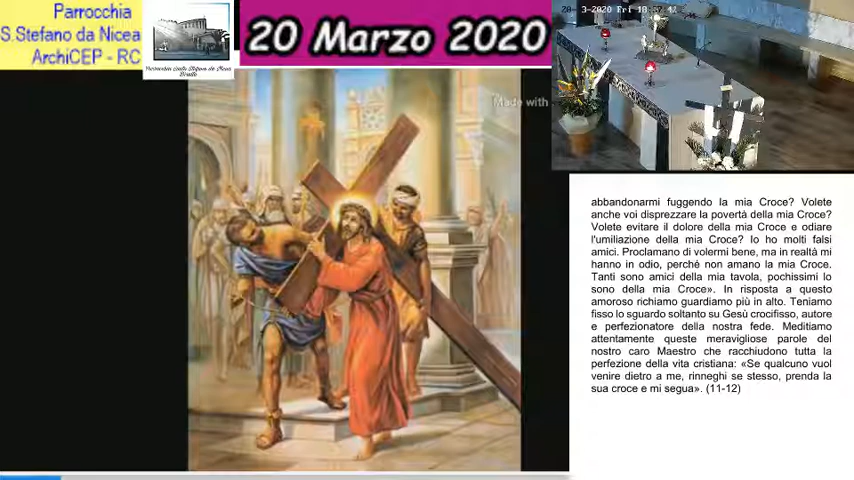 Parrocchia
S.Stefano da Nicea
ArchiCEP - RC
20 Marzo 2020
Made with
20- 3-2020 Fri 18:
abbandonarmi fuggendo la mia Croce? Volete
anche voi disprezzare la povertà della mia Croce?
Volete evitare il dolore della mia Croce e odiare
l'umiliazione della mia Croce? Io ho molti falsi
amici. Proclamano di volermi bene, ma in realtà mi
hanno in odio, perché non amano la mia Croce.
Tanti sono amici della mia tavola, pochissimi lo
sono della mia Croce». In risposta a questo
amoroso richiamo guardiamo più in alto. Teniamo
fisso lo sguardo soltanto su Gesù crocifisso, autore
e perfezionatore della nostra fede. Meditiamo
attentamente queste meravigliose parole del
nostro caro Maestro che racchiudono tutta la
perfezione della vita cristiana: «Se qualcuno vuol
venire dietro a me, rinneghi se stesso, prenda la
sua croce e mi segua». (11-12)